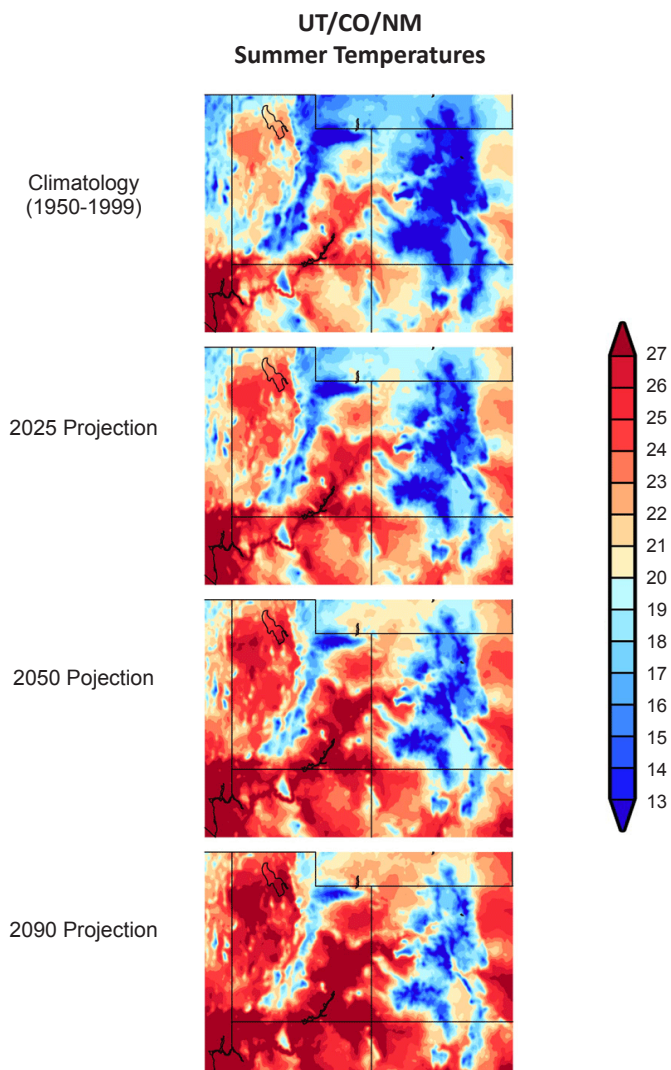 UT/CO/NM
Summer Temperatures
Climatology
(1950-1999)
2025 Projection
2050 Pojection
2090 Projection
27
26
25
24
23
22
21
20
19
18
17
16
15
14
13